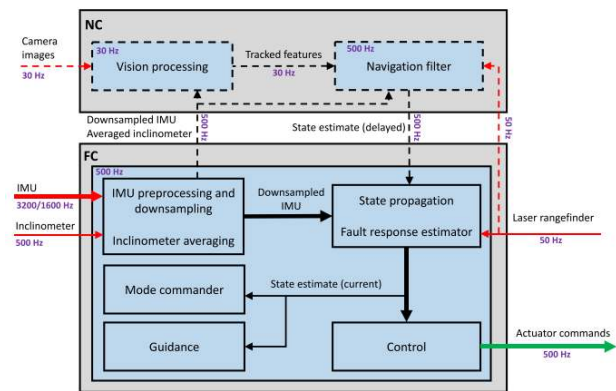 NC
Camera
images
30 Hz
30 Hz
Vision processing
Tracked features
30 Hz
500 Hz
Navigation filter
Downsampled IMU
Averaged inclinometer
500 Hz
State estimate (delayed)
500 Hz
50 Hz
FC
500 Hz
IMU
3200/1600 Hz
Inclinometer
500 Hz
IMU preprocessing and
downsampling
Inclinometer averaging
Downsampled
IMU
State propagation
Fault response estimator
Laser rangefinder
50 Hz
Mode commander
State estimate (current)
Guidance
Control
Actuator commands
500 Hz